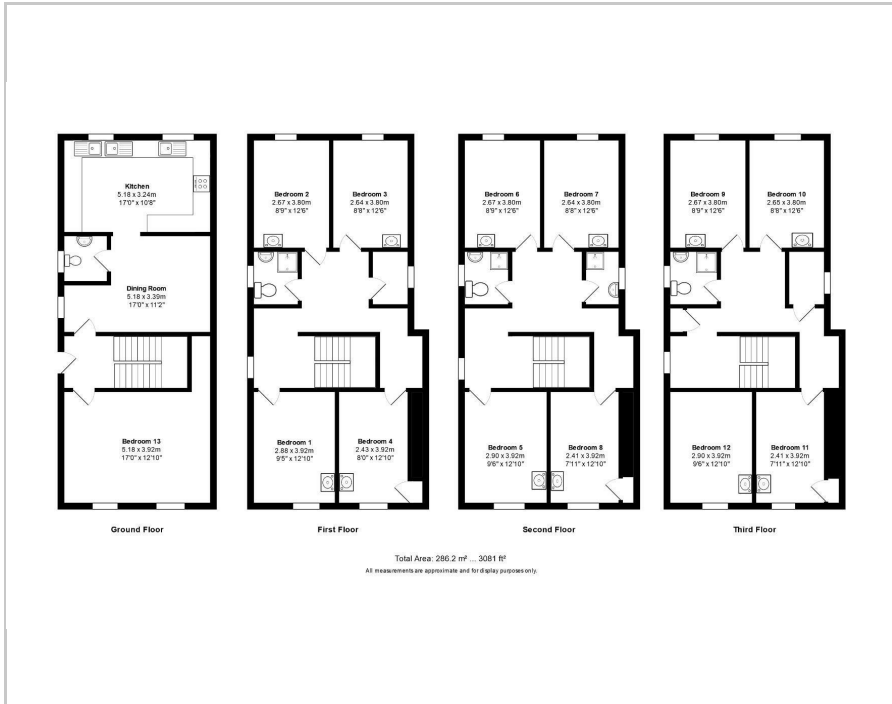 Kitchen
5.18 x 3.24m
17'0" x 10'8"
Dining Room
5.18 x 3.39m
17'0" x 11'2"
Bedroom 13
5.18 x 3.92m
17'0" x 12'10"
Ground Floor
Bedroom 2
2.67 x 3.80m
8'9" x 12'6"
Bedroom 3
2.64 x 3.80m
8'8" x 12'6"
Bedroom 1
2.88 x 3.92m
9'5" x 12'10"
Bedroom 4
2.43 x 3.92m
8'0" x 12'10"
First Floor
Bedroom 6
2.67 x 3.80m
8'9" x 12'6"
Bedroom 7
2.64 x 3.80m
8'8" x 12'6"
Bedroom 5
2.90 x 3.92m
9'6" x 12'10"
Bedroom 8
2.41 x 3.92m
7'11" x 12'10"
Second Floor
Bedroom 9
2.67 x 3.80m
8'9" x 12'6"
Bedroom 10
2.65 x 3.80m
8'8" x 12'6"
Bedroom 12
2.90 x 3.92m
9'6" x 12'10"
Bedroom 11
2.41 x 3.92m
7'11" x 12'10"
Third Floor
Total Area: 286.2 m² ... 3081 ft²
All measurements are approximate and for display purposes only.